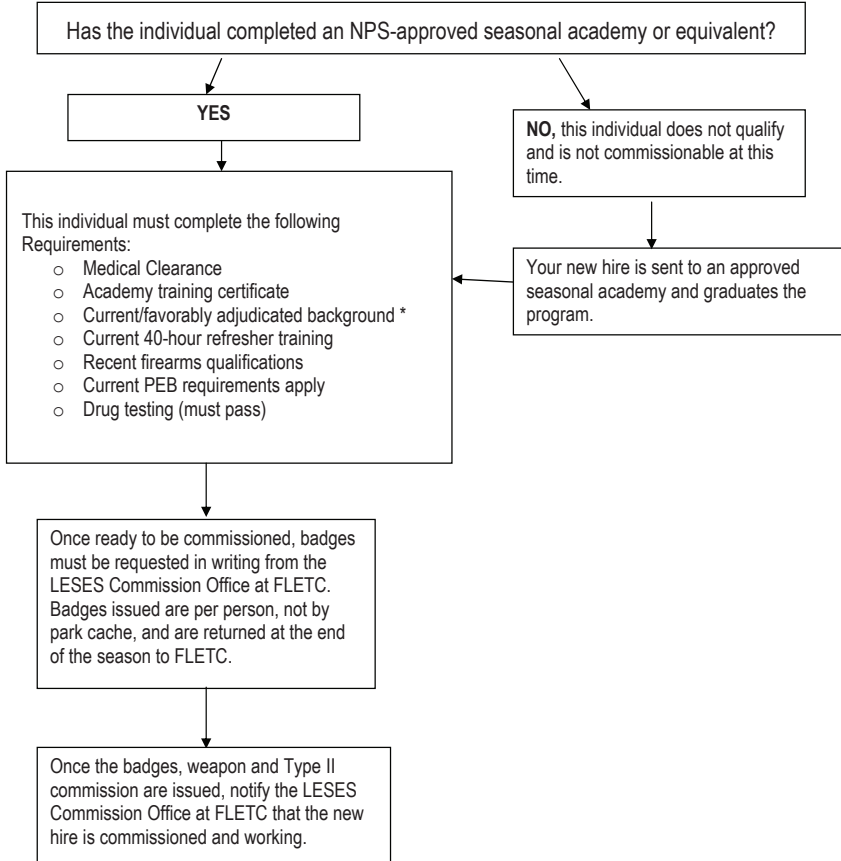 Has the individual completed an NPS-approved seasonal academy or equivalent?
YES
NO, this individual does not qualify
and is not commissionable at this
time.
This individual must complete the following
Requirements:
o Medical Clearance
o Academy training certificate
o Current/favorably adjudicated background *
o Current 40-hour refresher training
o Recent firearms qualifications
o Current PEB requirements apply
o Drug testing (must pass)
Your new hire is sent to an approved
seasonal academy and graduates the
program.
Once ready to be commissioned, badges
must be requested in writing from the
LESES Commission Office at FLETC.
Badges issued are per person, not by
park cache, and are returned at the end
of the season to FLETC.
Once the badges, weapon and Type II
commission are issued, notify the LESES
Commission Office at FLETC that the new
hire is commissioned and working.